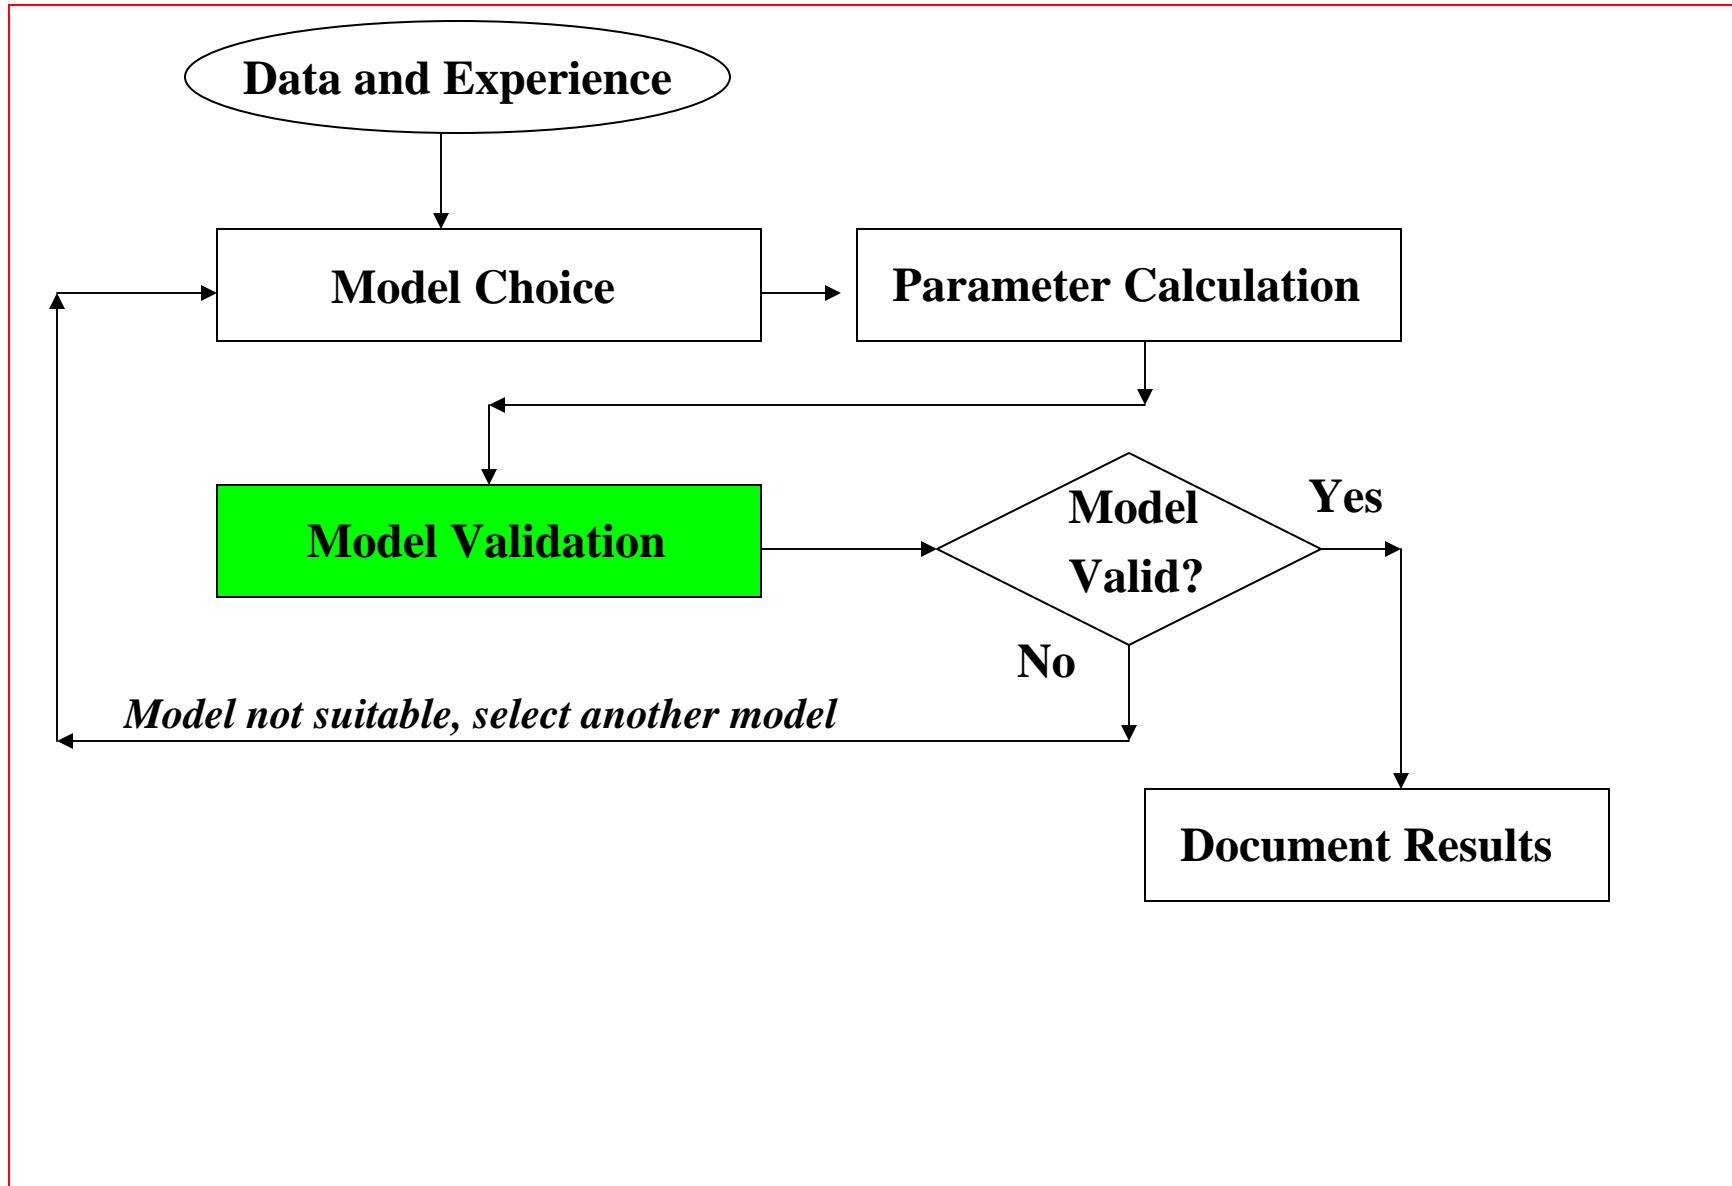 Data and Experience
Model Choice
Parameter Calculation
Model Validation
Model
Valid?
Yes
No
Model not suitable, select another model
Document Results